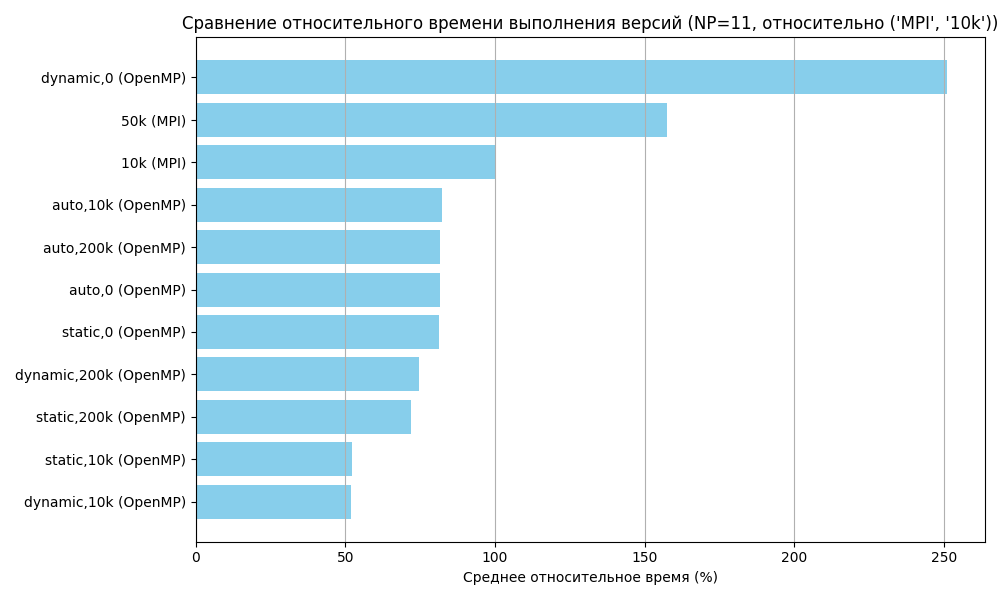 Сравнение относительного времени выполнения версий (NP=11, относительно ('MPI', '10k'))
dynamic,0 (OpenMP)
50k (MPI)
10k (MPI)
auto,10k (OpenMP)
auto,200k (OpenMP)
auto,0 (OpenMP)
static,0 (OpenMP)
dynamic,200k (OpenMP)
static,200k (OpenMP)
static,10k (OpenMP)
dynamic,10k (OpenMP)
0 50 100 150 200 250
Среднее относительное время (%)